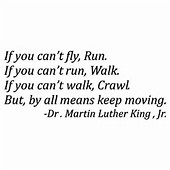 If you can't fly, Run.
If you can't run, Walk.
If you can't walk, Crawl.
But, by all means keep moving.
-Dr. Martin Luther King , Jr.